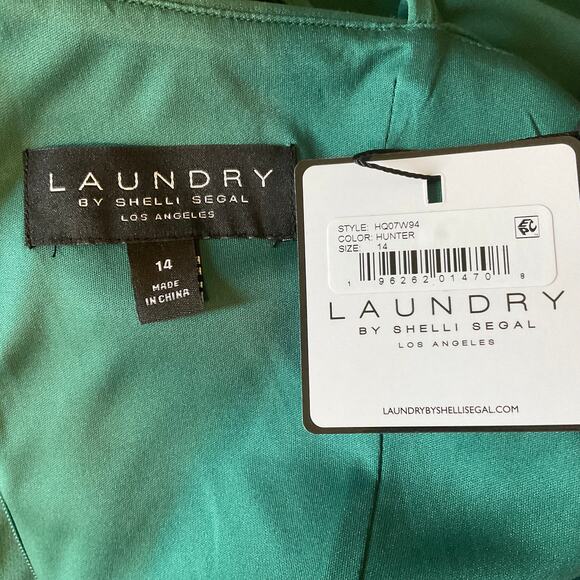 LAUNDRY
BY SHELLI SEGAL
LOS ANGELES
14
MADE
IN CHINA
STYLE: HQ07W94
COLOR: HUNTER
SIZE: 14
1 96262 01470 8
LAUNDRY
BY SHELLI SEGAL
LOS ANGELES
LAUNDRYBYSHELLISEGAL.COM